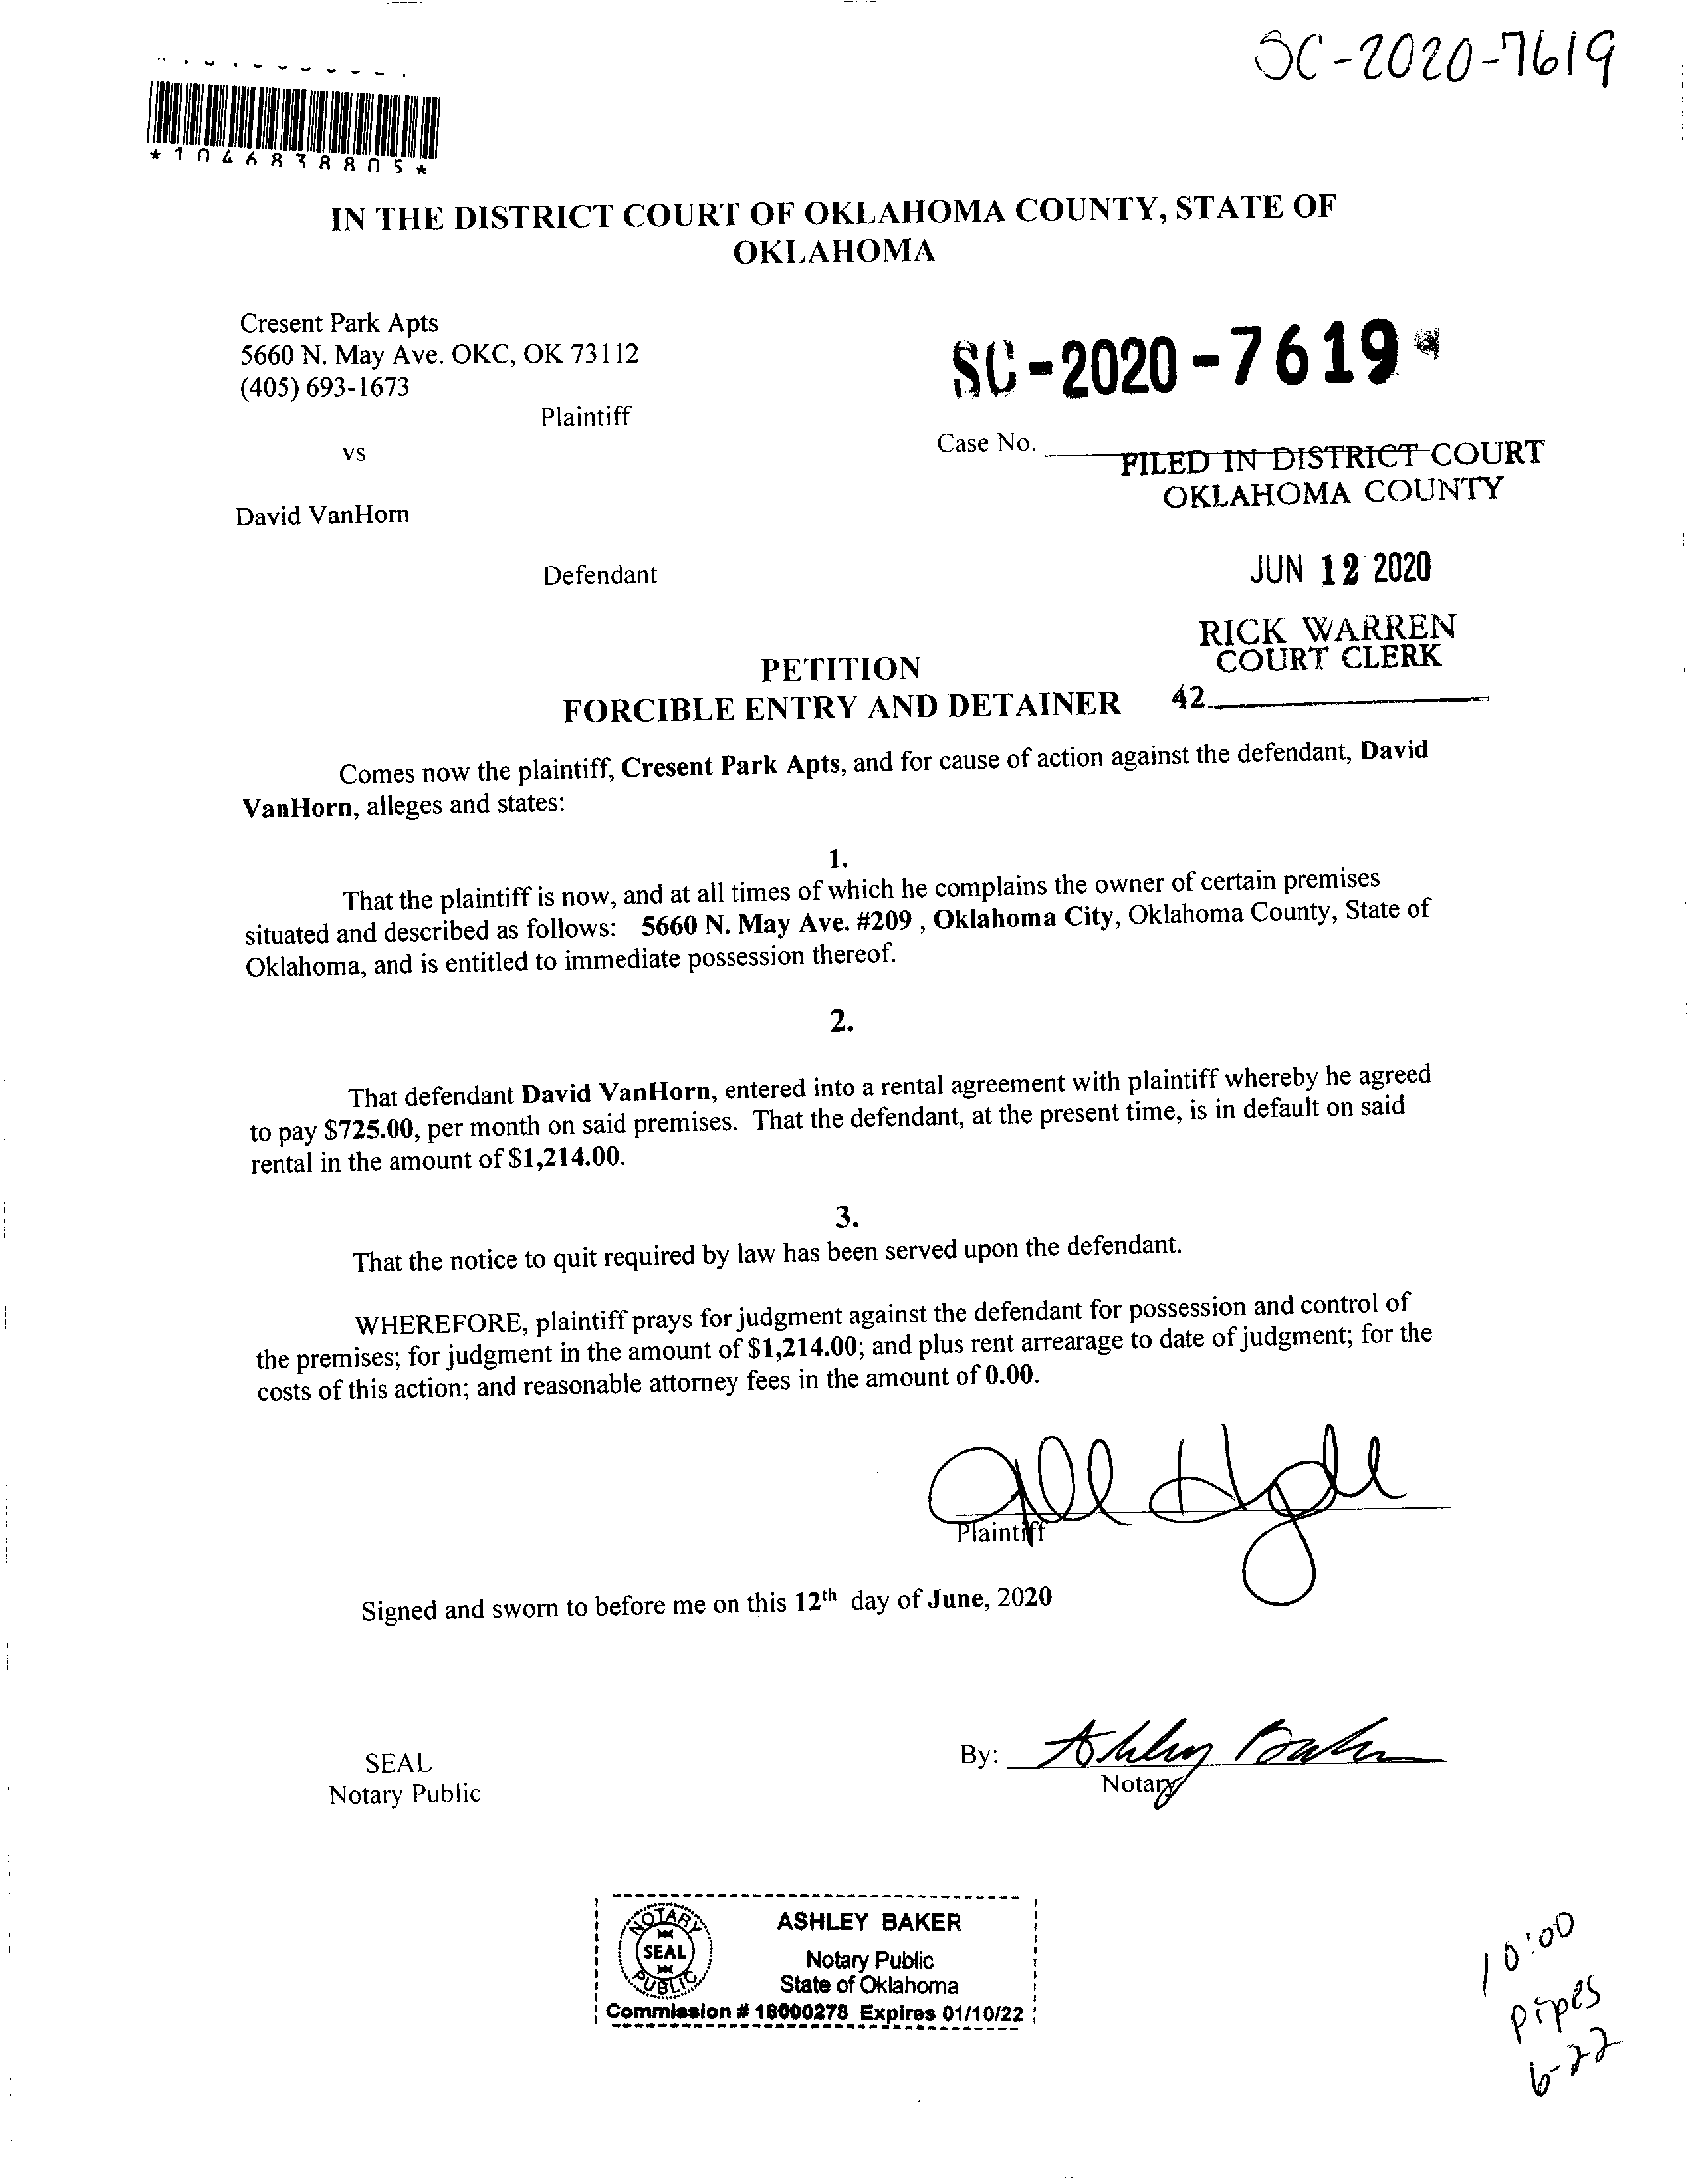 SC-2020-7619
*1046838805*
IN THE DISTRICT COURT OF OKLAHOMA COUNTY, STATE OF
OKLAHOMA
Cresent Park Apts
5660 N. May Ave. OKC, OK 73112
(405) 693-1673
Plaintiff
vs
David VanHorn
Defendant
SC-2020-7619
Case No.
FILED IN DISTRICT COURT
OKLAHOMA COUNTY
JUN 12 2020
RICK WARREN
COURT CLERK
42
PETITION
FORCIBLE ENTRY AND DETAINER
Comes now the plaintiff, Cresent Park Apts, and for cause of action against the defendant, David
VanHorn, alleges and states:
1.
That the plaintiff is now, and at all times of which he complains the owner of certain premises
situated and described as follows: 5660 N. May Ave. #209 , Oklahoma City, Oklahoma County, State of
Oklahoma, and is entitled to immediate possession thereof.
2.
That defendant David VanHorn, entered into a rental agreement with plaintiff whereby he agreed
to pay $725.00, per month on said premises. That the defendant, at the present time, is in default on said
rental in the amount of $1,214.00.
3.
That the notice to quit required by law has been served upon the defendant.
WHEREFORE, plaintiff prays for judgment against the defendant for possession and control of
the premises; for judgment in the amount of $1,214.00; and plus rent arrearage to date of judgment; for the
costs of this action; and reasonable attorney fees in the amount of 0.00.
Plaintiff
Signed and sworn to before me on this 12th day of June, 2020
SEAL
Notary Public
By: Ashley Baker
Notary
NOTARY
SEAL
PUBLIC
ASHLEY BAKER
Notary Public
State of Oklahoma
Commission # 18000278 Expires 01/10/22
10:00
Pipes
6-22